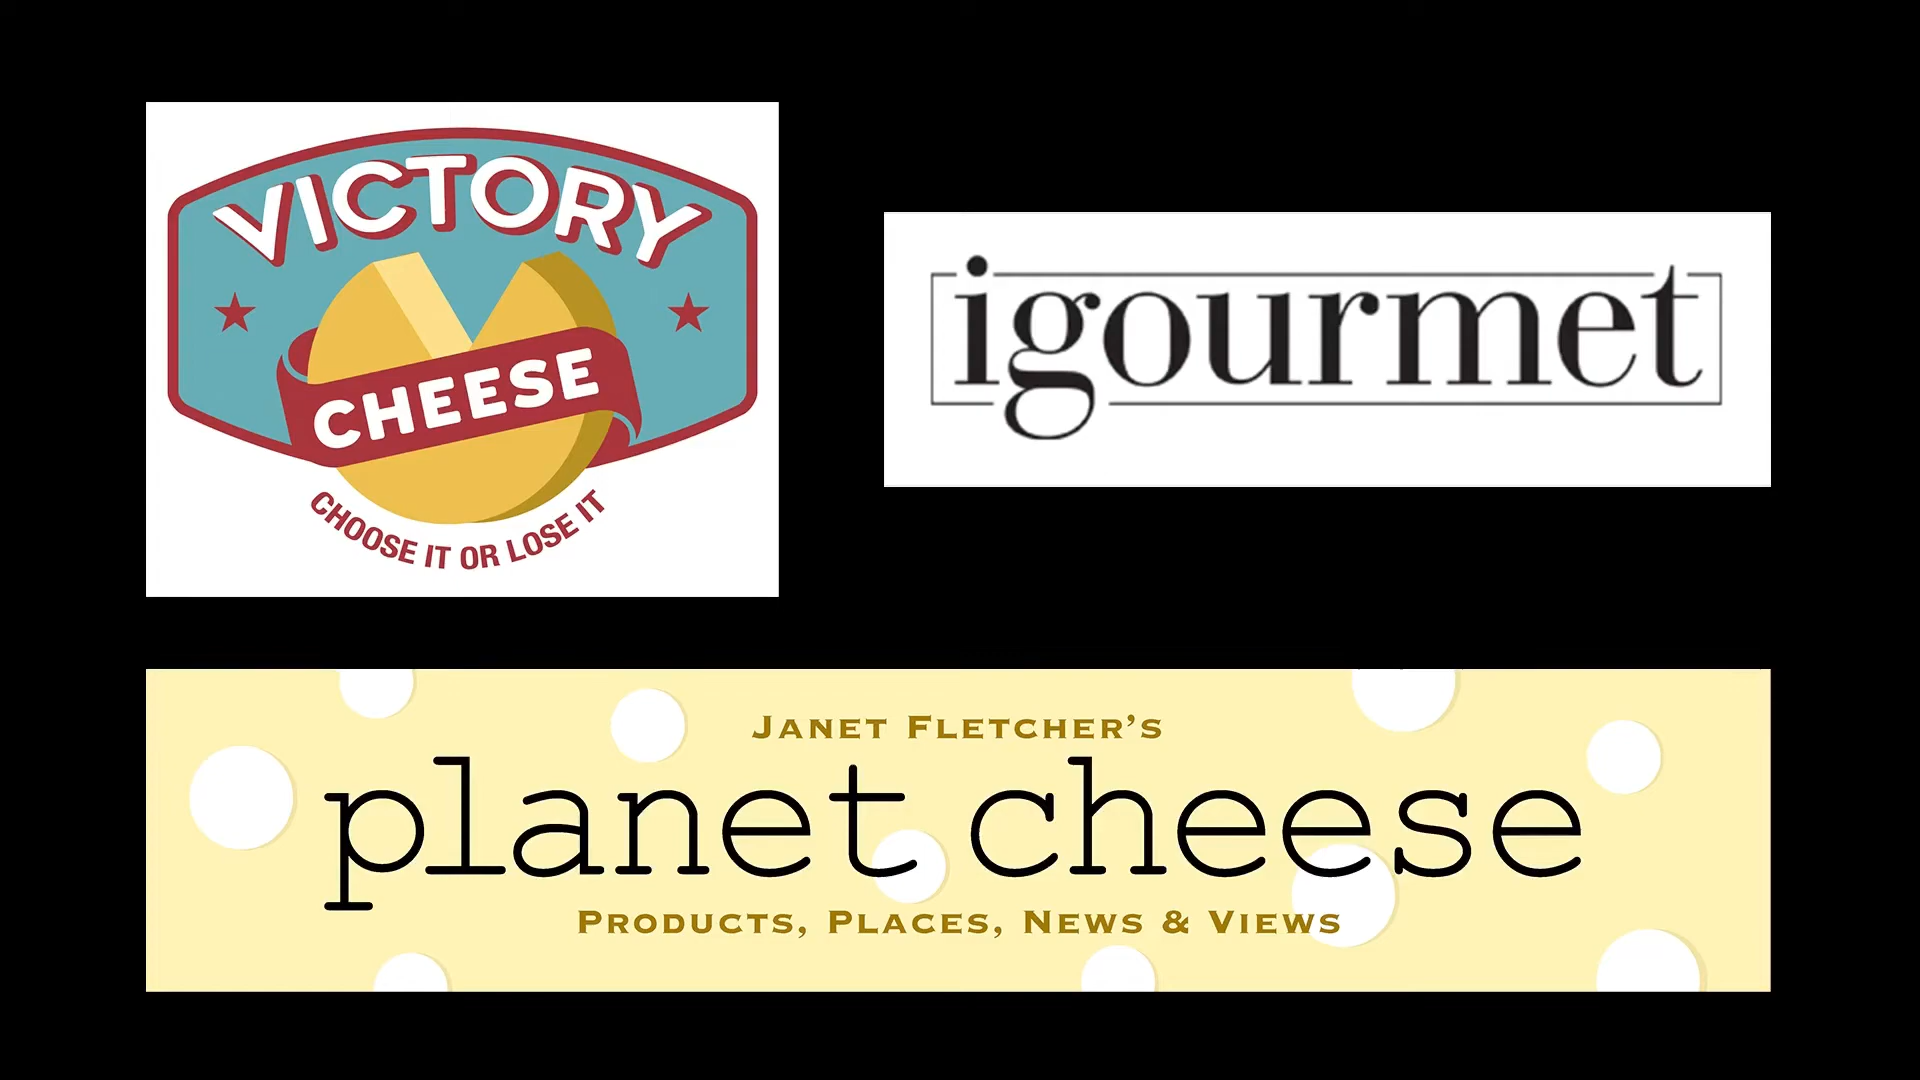 VICTORY
CHEESE
CHOOSE IT OR LOSE IT
igourmet
JANET FLETCHER'S
planet cheese
PRODUCTS, PLACES, NEWS & VIEWS